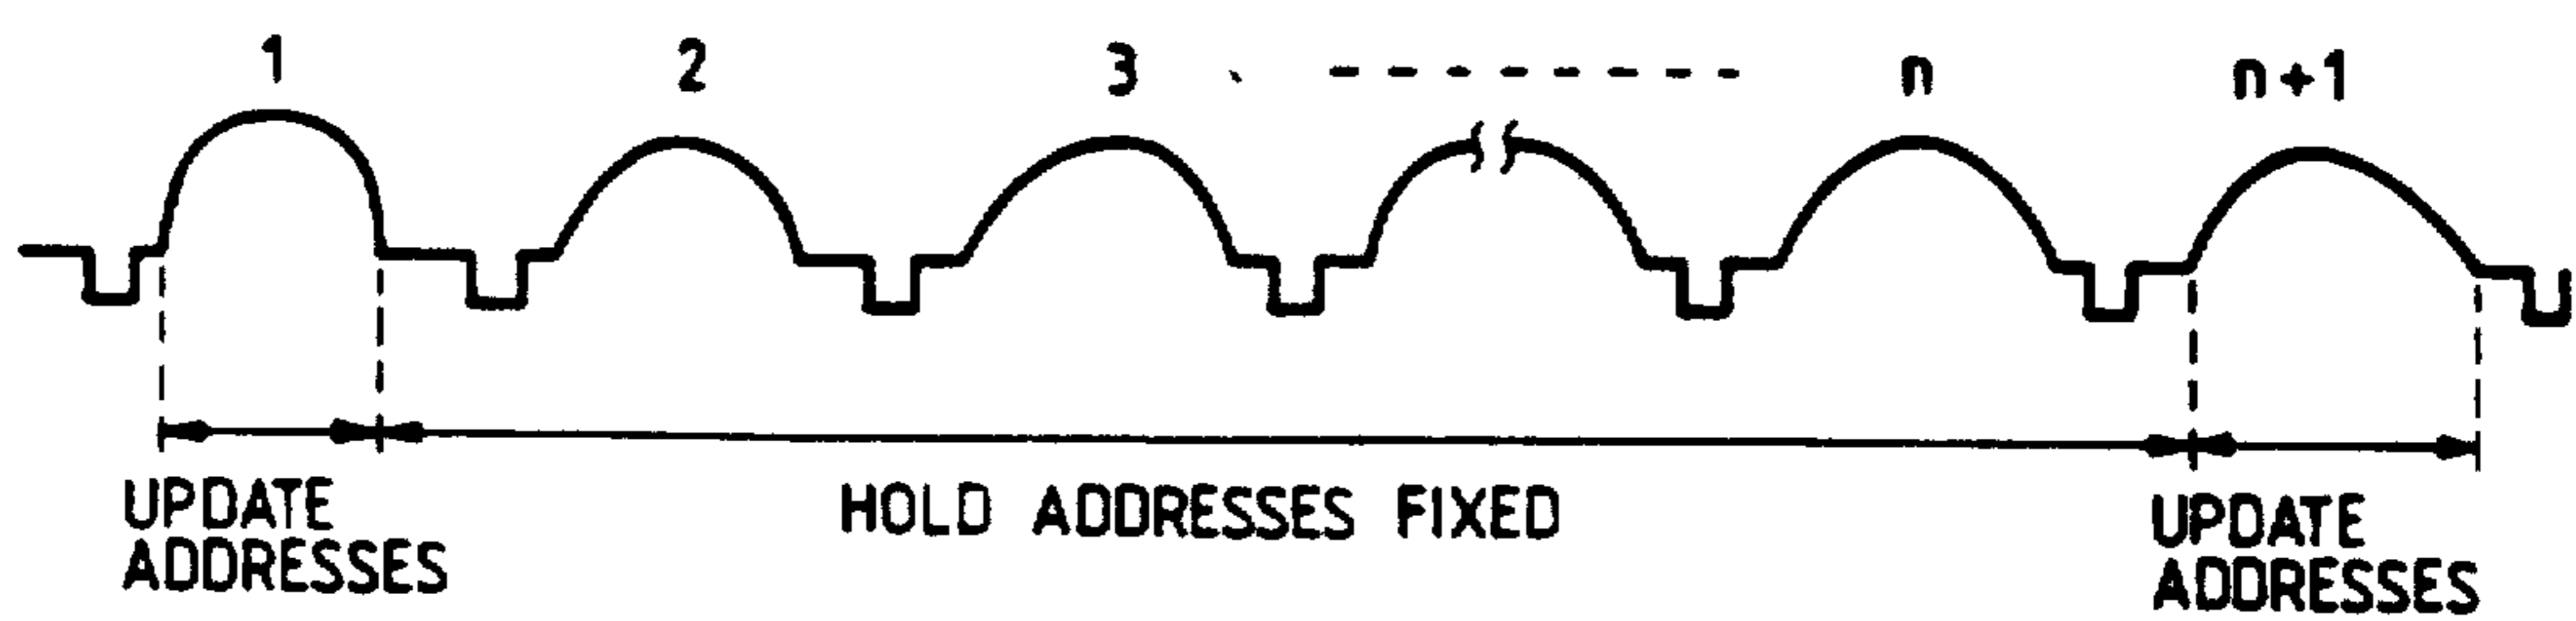 1 2 3 - - - - - - - - n n+1
UPDATE ADDRESSES
HOLD ADDRESSES FIXED
UPDATE ADDRESSES